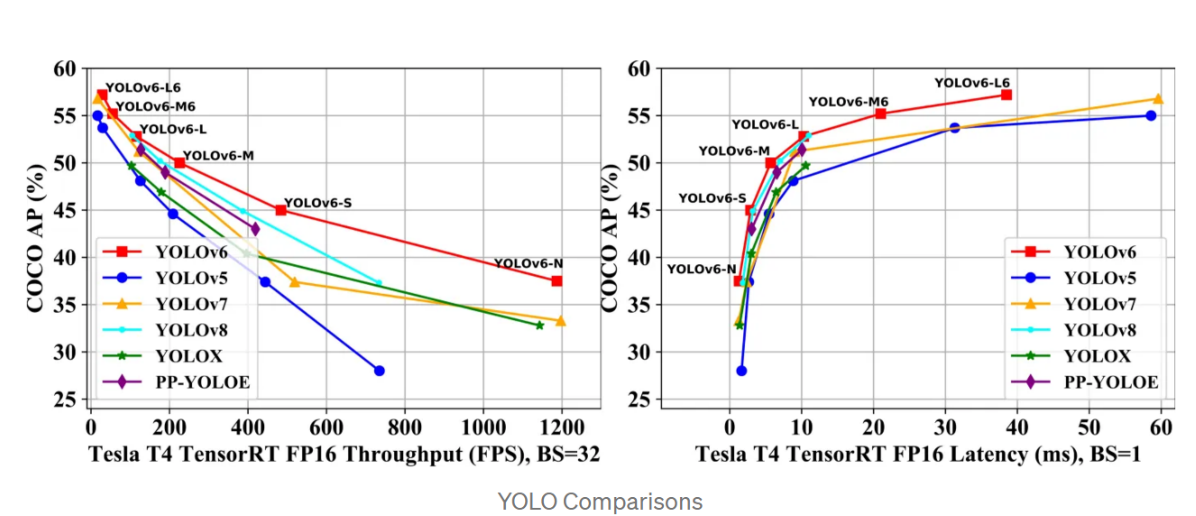 60
55
50
45
40
35
30
25
COCO AP (%)
YOLOv6-L6
YOLOv6-M6
YOLOv6-L
YOLOv6-M
YOLOv6-S
YOLOv6-N
YOLOv6
YOLOv5
YOLOv7
YOLOv8
YOLOX
PP-YOLOE
0 200 400 600 800 1000 1200
Tesla T4 TensorRT FP16 Throughput (FPS), BS=32
60
55
50
45
40
35
30
25
COCO AP (%)
YOLOv6-L6
YOLOv6-M6
YOLOv6-L
YOLOv6-M
YOLOv6-S
YOLOv6-N
YOLOv6
YOLOv5
YOLOv7
YOLOv8
YOLOX
PP-YOLOE
0 10 20 30 40 50 60
Tesla T4 TensorRT FP16 Latency (ms), BS=1
YOLO Comparisons